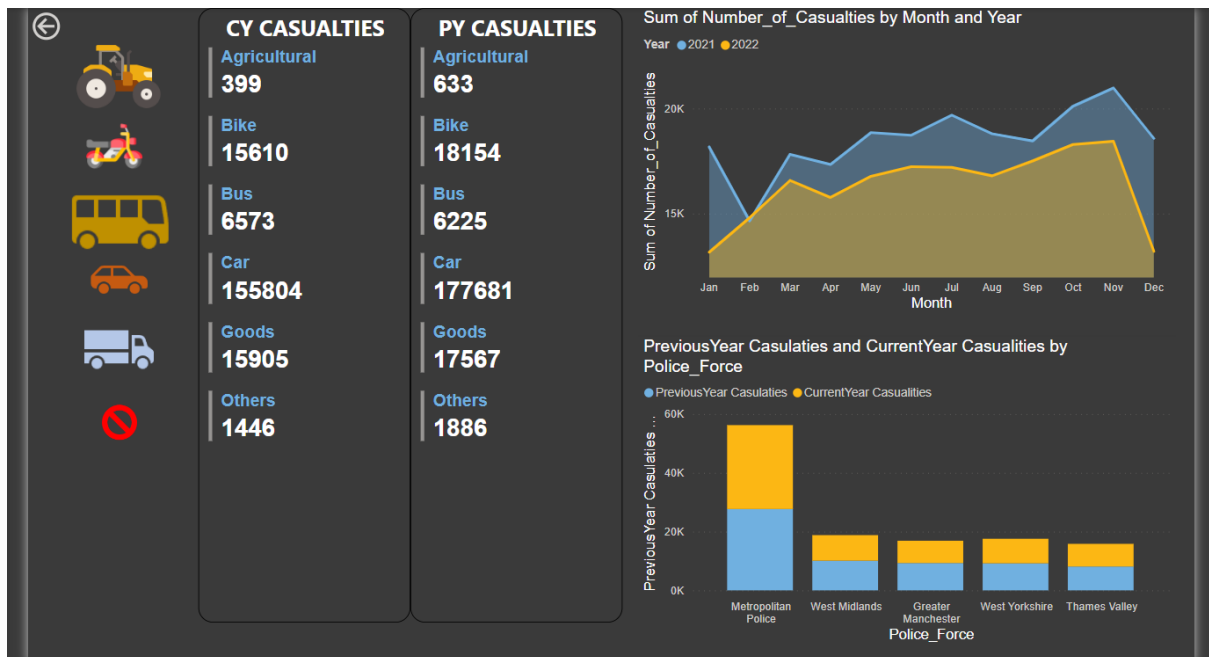 CY CASUALTIES
Agricultural
399
Bike
15610
Bus
6573
Car
155804
Goods
15905
Others
1446
PY CASUALTIES
Agricultural
633
Bike
18154
Bus
6225
Car
177681
Goods
17567
Others
1886
Sum of Number_of_Casualties by Month and Year
Year 2021 2022
Sum of Number_of_Casualties
20K
15K
Jan Feb Mar Apr May Jun Jul Aug Sep Oct Nov Dec
Month
PreviousYear Casulaties and CurrentYear Casualities by
Police_Force
PreviousYear Casulaties CurrentYear Casualities
PreviousYear Casulaties ...
60K
40K
20K
0K
Metropolitan
Police
West Midlands
Greater
Manchester
West Yorkshire
Thames Valley
Police_Force